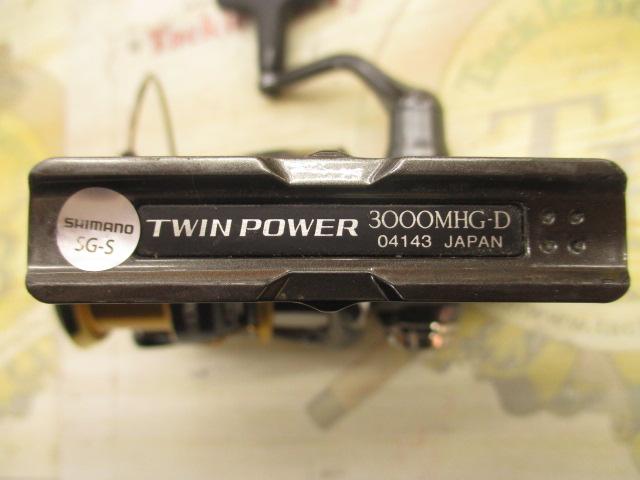 SHIMANO
SG-S
TWIN POWER 3000MHG-D
04143 JAPAN